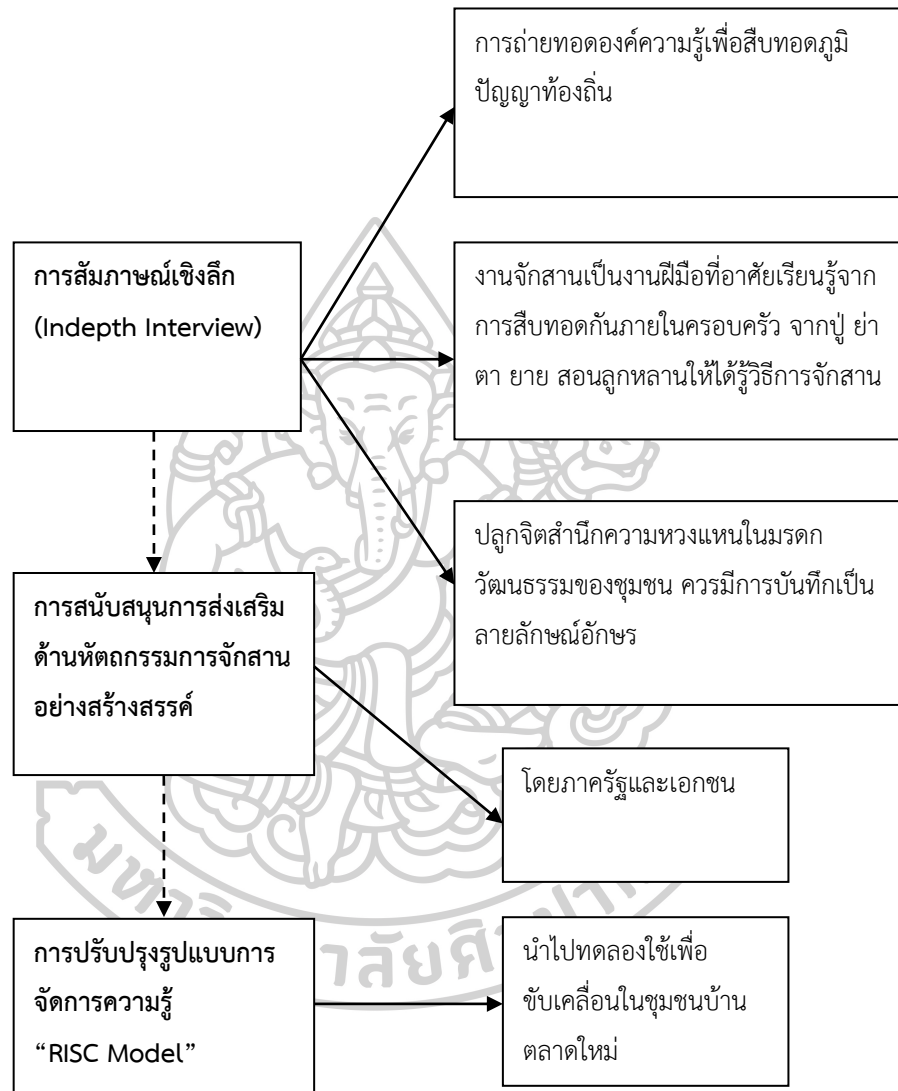 การถ่ายทอดองค์ความรู้เพื่อสืบทอดภูมิ
ปัญญาท้องถิ่น
การสัมภาษณ์เชิงลึก
(Indepth Interview)
งานจักสานเป็นงานฝีมือที่อาศัยเรียนรู้จาก
การสืบทอดกันภายในครอบครัว จากปู่ ย่า
ตา ยาย สอนลูกหลานให้ได้รู้วิธีการจักสาน
ปลูกจิตสำนึกความหวงแหนในมรดก
วัฒนธรรมของชุมชน ควรมีการบันทึกเป็น
ลายลักษณ์อักษร
การสนับสนุนการส่งเสริม
ด้านหัตถกรรมการจักสาน
อย่างสร้างสรรค์
โดยภาครัฐและเอกชน
การปรับปรุงรูปแบบการ
จัดการความรู้
“RISC Model”
นำไปทดลองใช้เพื่อ
ขับเคลื่อนในชุมชนบ้าน
ตลาดใหม่